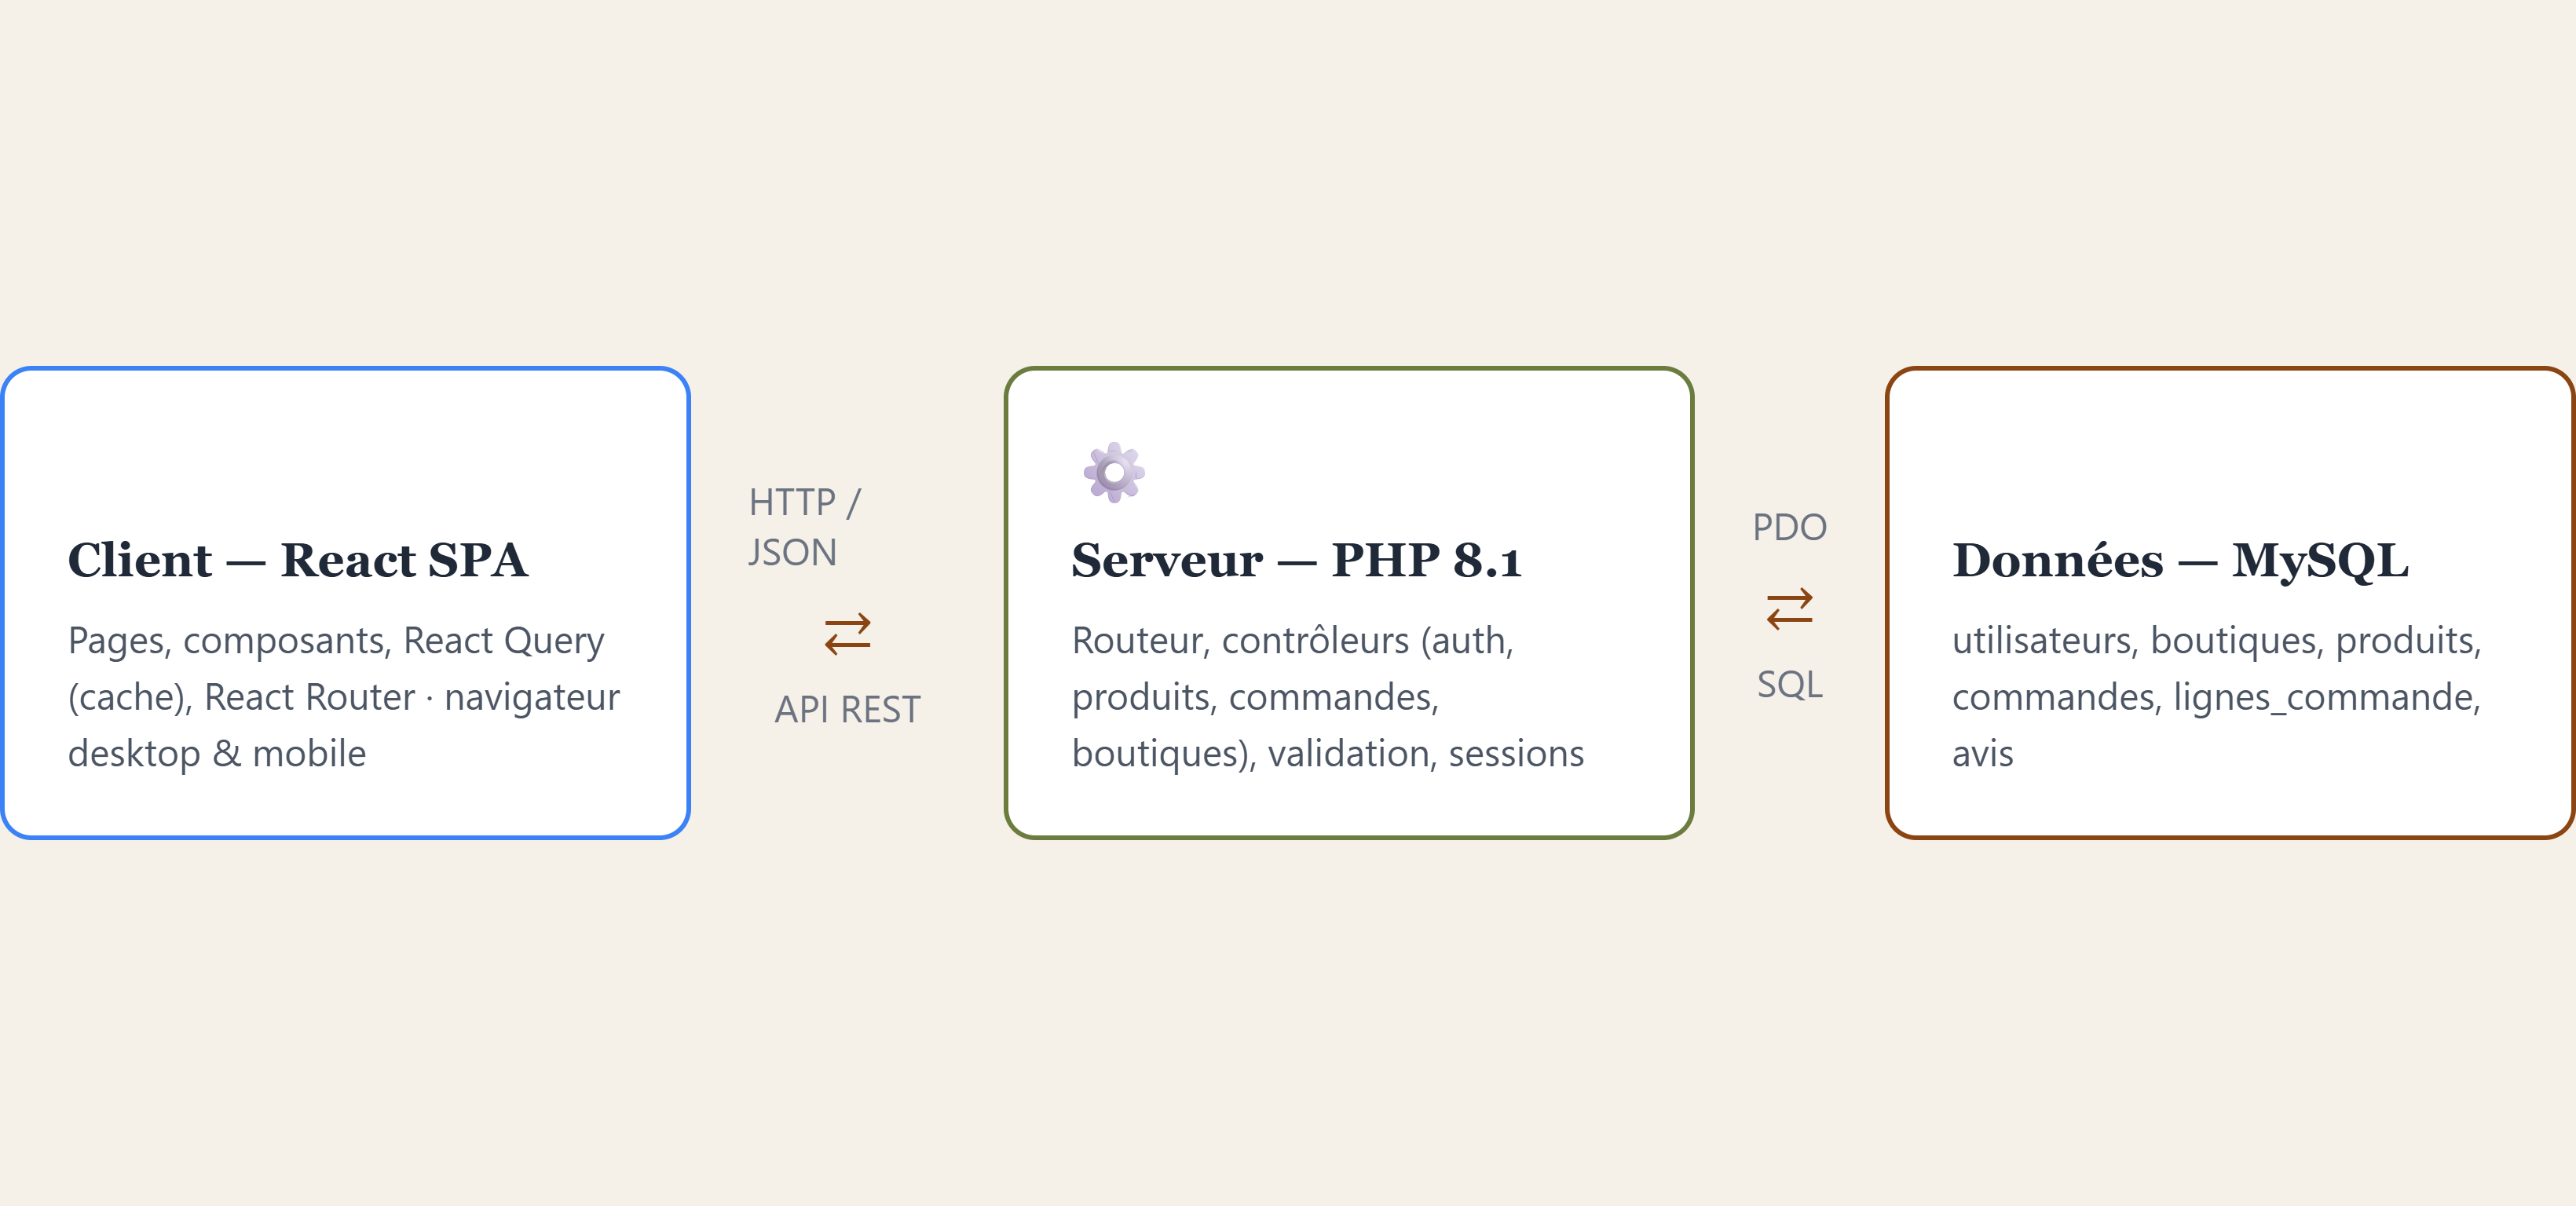 Client — React SPA
Pages, composants, React Query
(cache), React Router · navigateur
desktop & mobile
HTTP /
JSON
⇄
API REST
Serveur — PHP 8.1
Routeur, contrôleurs (auth,
produits, commandes,
boutiques), validation, sessions
PDO
⇄
SQL
Données — MySQL
utilisateurs, boutiques, produits,
commandes, lignes_commande,
avis